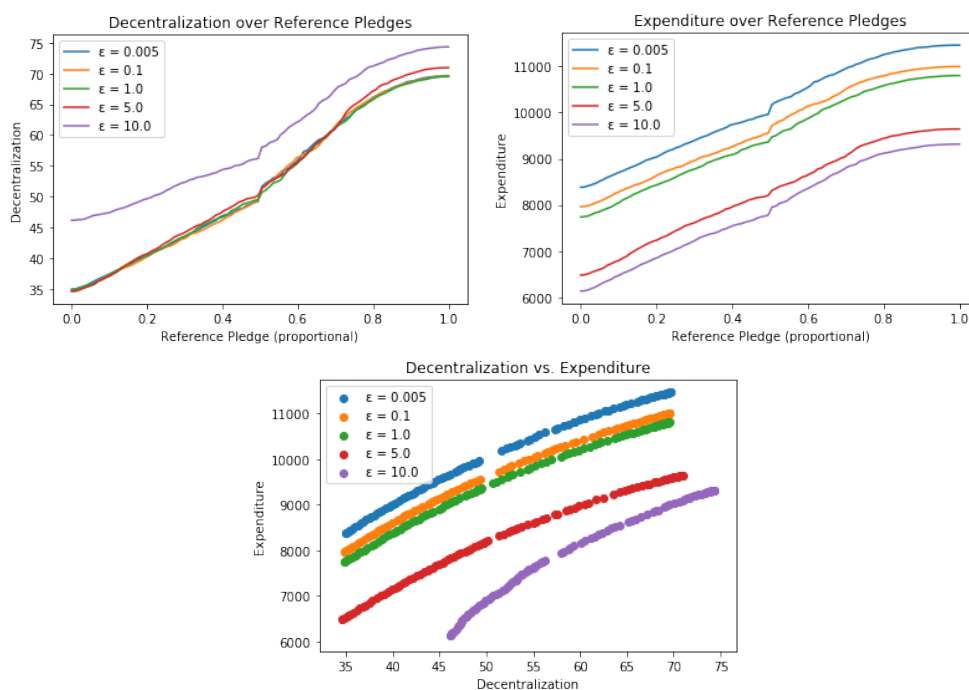 Decentralization over Reference Pledges
75
70
65
60
55
50
45
40
35
Decentralization
ε = 0.005
ε = 0.1
ε = 1.0
ε = 5.0
ε = 10.0
0.0 0.2 0.4 0.6 0.8 1.0
Reference Pledge (proportional)
Expenditure over Reference Pledges
11000
10000
9000
8000
7000
6000
Expenditure
ε = 0.005
ε = 0.1
ε = 1.0
ε = 5.0
ε = 10.0
0.0 0.2 0.4 0.6 0.8 1.0
Reference Pledge (proportional)
Decentralization vs. Expenditure
11000
10000
9000
8000
7000
6000
Expenditure
ε = 0.005
ε = 0.1
ε = 1.0
ε = 5.0
ε = 10.0
35 40 45 50 55 60 65 70 75
Decentralization